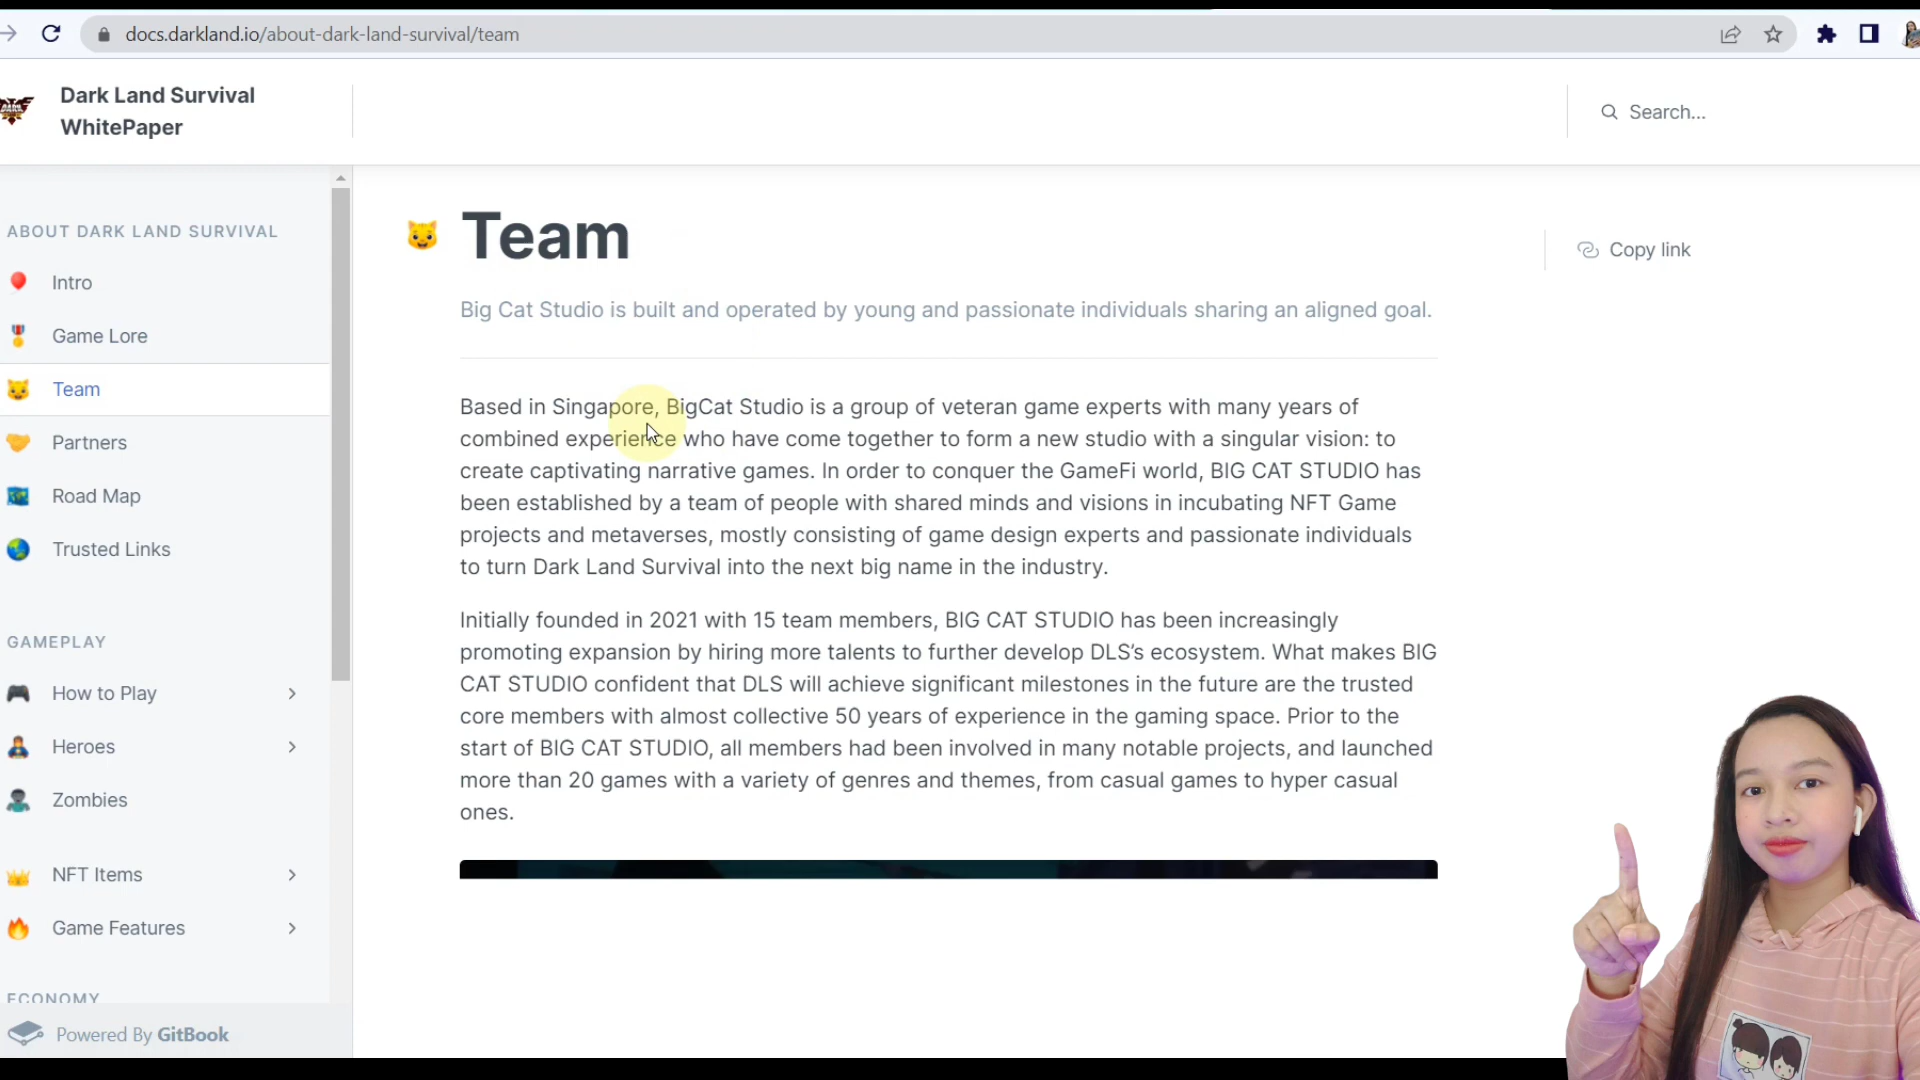 docs.darkland.io/about-dark-land-survival/team
Dark Land Survival
WhitePaper
Search...
ABOUT DARK LAND SURVIVAL
Intro
Game Lore
Team
Partners
Road Map
Trusted Links
GAMEPLAY
How to Play
Heroes
Zombies
NFT Items
Game Features
ECONOMY
Powered By GitBook
Team
Copy link
Big Cat Studio is built and operated by young and passionate individuals sharing an aligned goal.
Based in Singapore, BigCat Studio is a group of veteran game experts with many years of
combined experience who have come together to form a new studio with a singular vision: to
create captivating narrative games. In order to conquer the GameFi world, BIG CAT STUDIO has
been established by a team of people with shared minds and visions in incubating NFT Game
projects and metaverses, mostly consisting of game design experts and passionate individuals
to turn Dark Land Survival into the next big name in the industry.
Initially founded in 2021 with 15 team members, BIG CAT STUDIO has been increasingly
promoting expansion by hiring more talents to further develop DLS’s ecosystem. What makes BIG
CAT STUDIO confident that DLS will achieve significant milestones in the future are the trusted
core members with almost collective 50 years of experience in the gaming space. Prior to the
start of BIG CAT STUDIO, all members had been involved in many notable projects, and launched
more than 20 games with a variety of genres and themes, from casual games to hyper casual
ones.